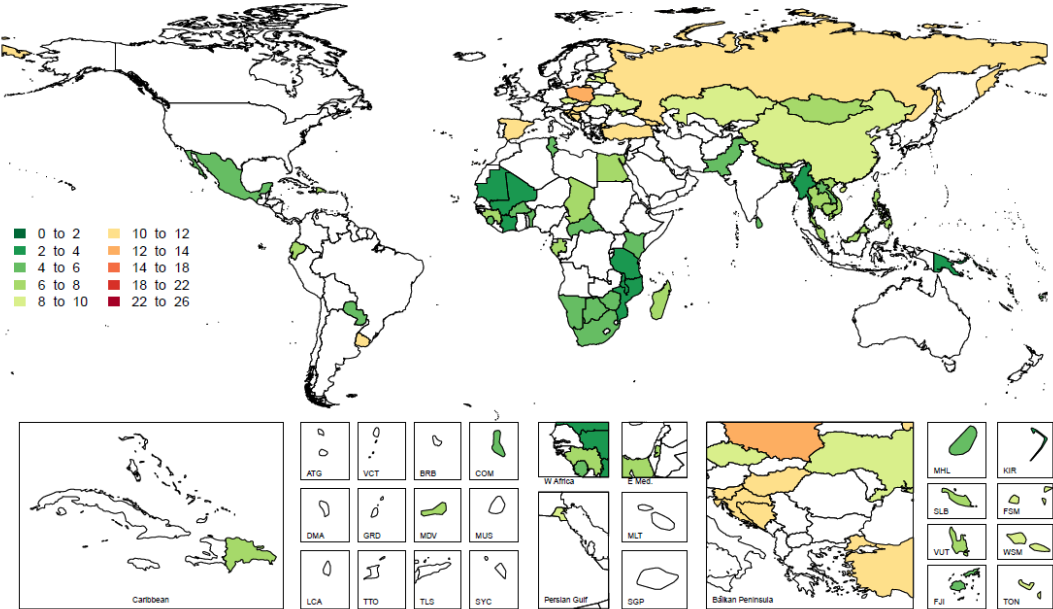 0 to 2 10 to 12
2 to 4 12 to 14
4 to 6 14 to 18
6 to 8 18 to 22
8 to 10 22 to 26
ATG VCT BRB COM
DMA GRD MDV MUS
LCA TTO TLS SYC
Caribbean
W Africa E Med.
Persian Gulf
MLT
SGP
Balkan Peninsula
MHL KIR
SLB FSM
VUT WSM
FJI TON